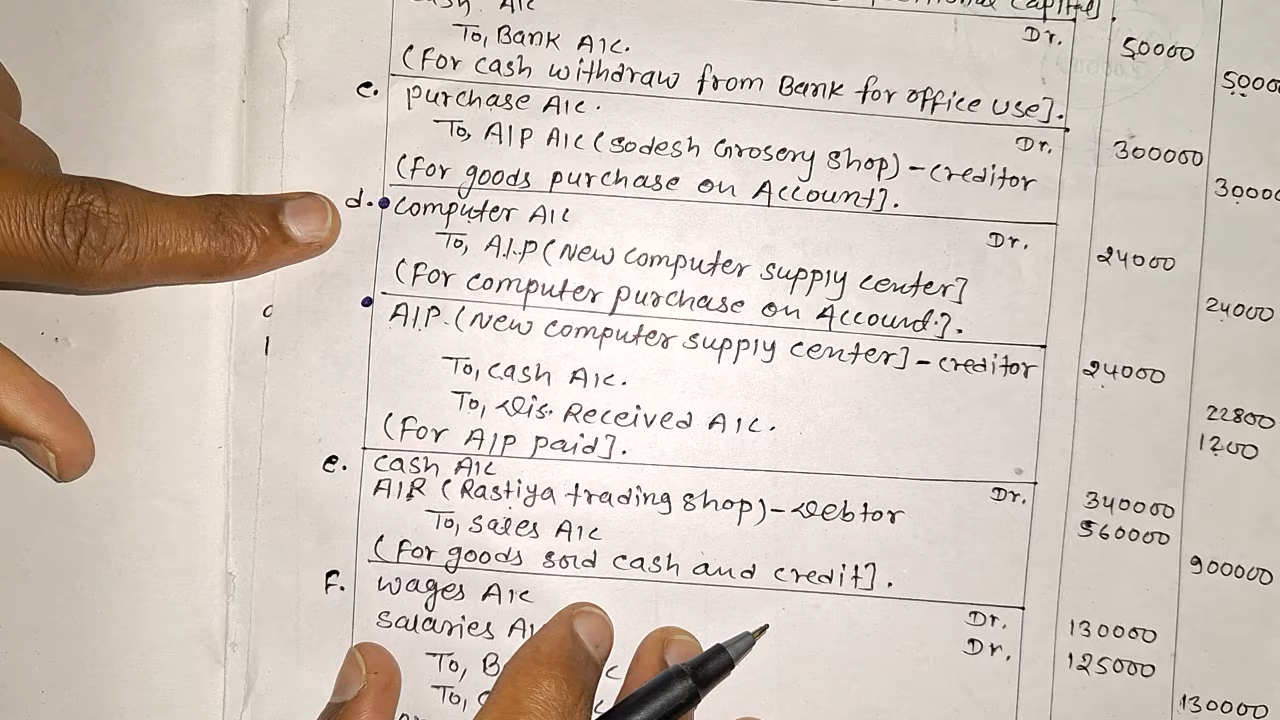 Cash A/C Dr. 50000
To, Bank A/C. 5000
(For cash withdraw from Bank for office use].
c. purchase A/C. Dr. 300000
To, A/P A/C (Sodesh Grosery shop) - creditor 30000
(For goods purchase on Account].
d. computer A/C Dr. 24000
To, A/P (New computer supply center] 24000
(For computer purchase on Account.].
A/P. (New computer supply center] - creditor 24000
To, cash A/C. 22800
To, Dis. Received A/C. 1200
(For A/P paid].
e. cash A/C Dr. 340000
A/R (Rastiya trading shop) - Debtor 560000
To, sales A/C 900000
(For goods sold cash and credit].
F. wages A/C Dr. 130000
salaries A/ Dr. 125000
To, B 130000
To,